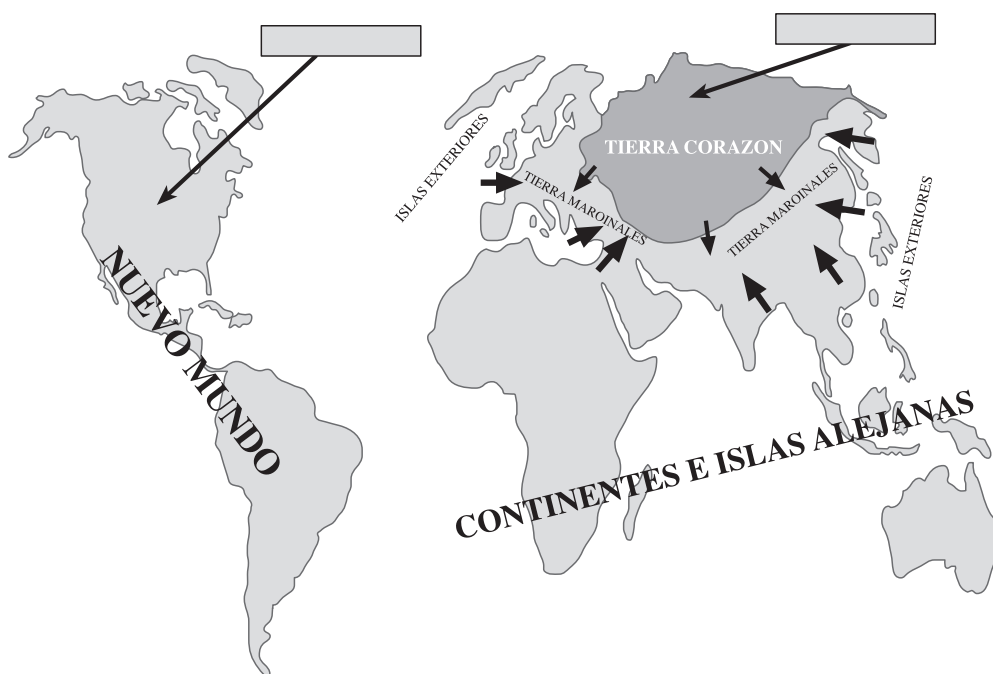 ISLAS EXTERIORES
TIERRA CORAZON
TIERRA MAROINALES
TIERRA MAROINALES
ISLAS EXTERIORES
NUEVO MUNDO
CONTINENTES E ISLAS ALEJANAS